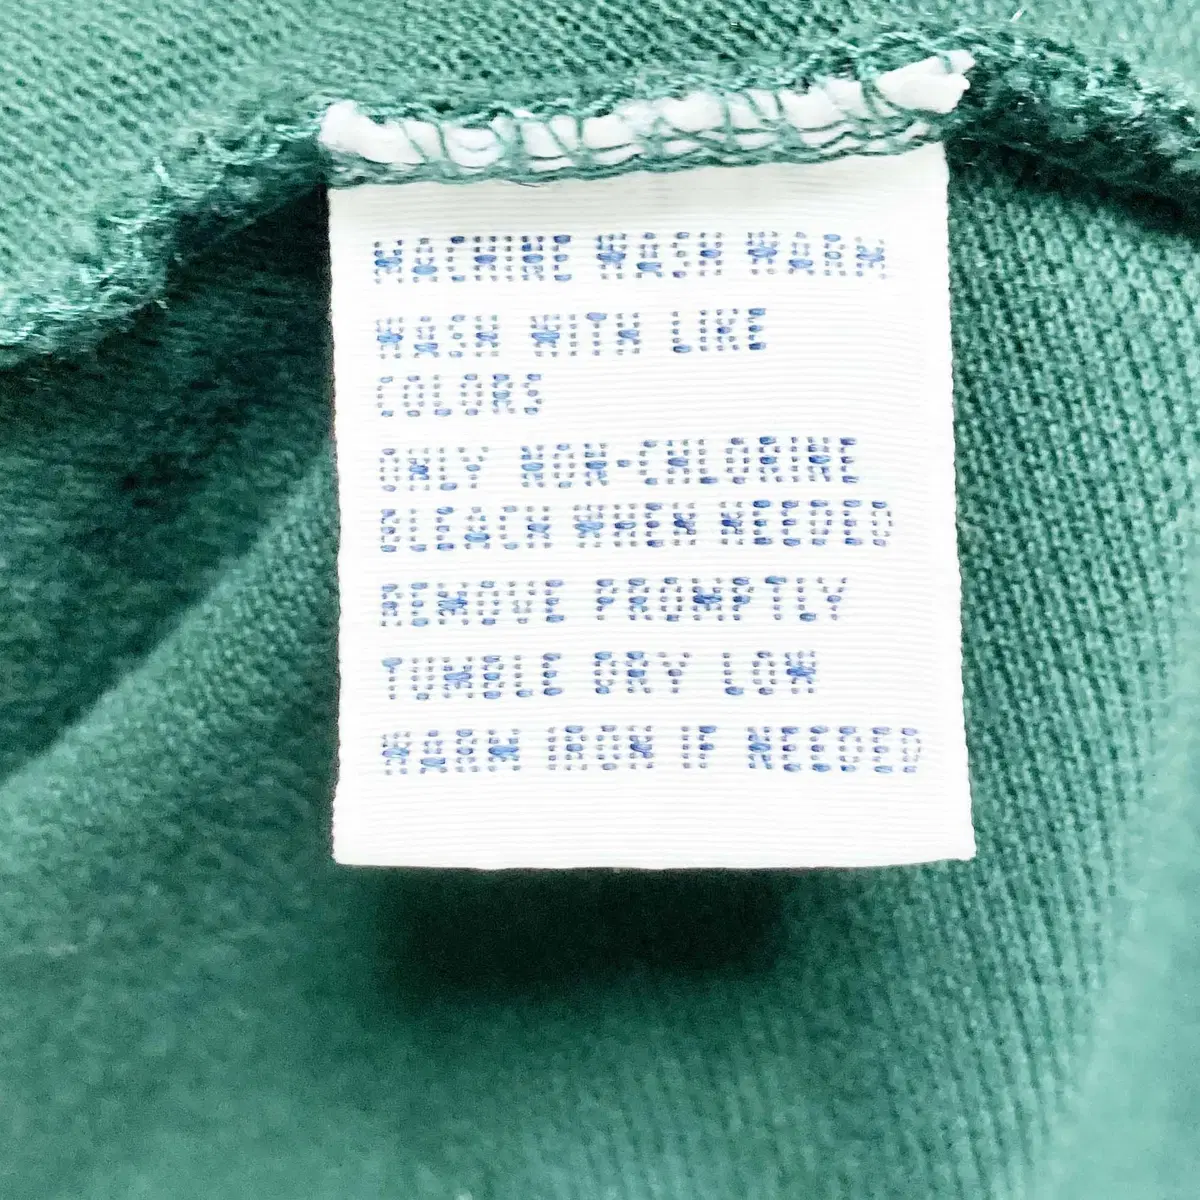 MACHINE WASH WARM
WASH WITH LIKE
COLORS
ONLY NON-CHLORINE
BLEACH WHEN NEEDED
REMOVE PROMPTLY
TUMBLE DRY LOW
WARM IRON IF NEEDED